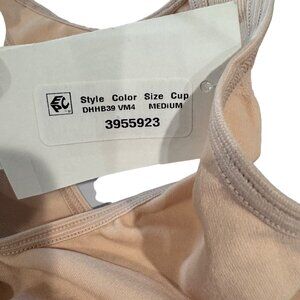 Style Color Size Cup
DHHB39 VM4 MEDIUM
3955923